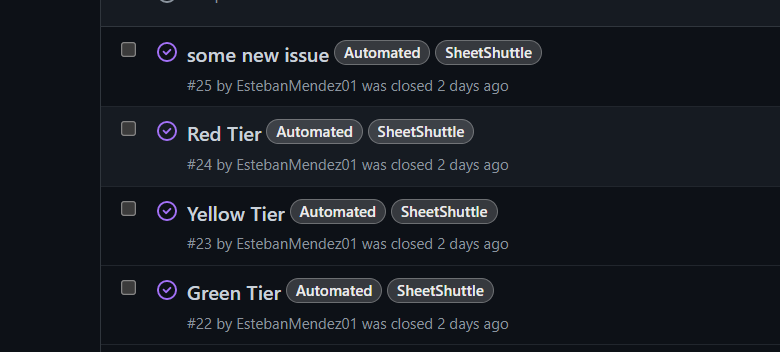 some new issue Automated SheetShuttle
#25 by EstebanMendez01 was closed 2 days ago
Red Tier Automated SheetShuttle
#24 by EstebanMendez01 was closed 2 days ago
Yellow Tier Automated SheetShuttle
#23 by EstebanMendez01 was closed 2 days ago
Green Tier Automated SheetShuttle
#22 by EstebanMendez01 was closed 2 days ago